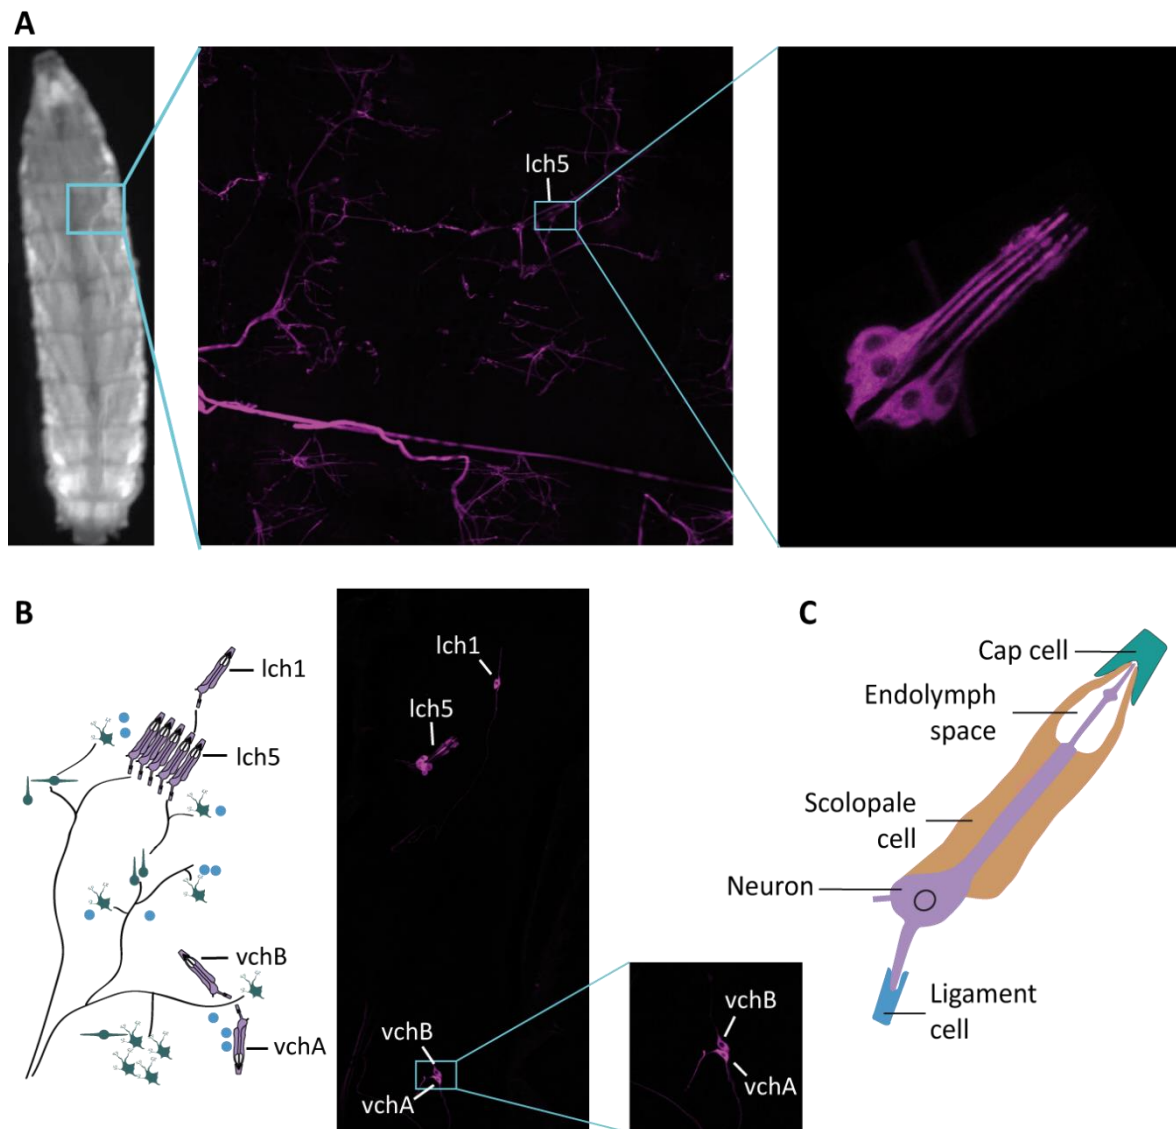 A
lch5
B
lch1
lch5
vchB
vchA
lch1
lch5
vchB
vchA
vchB
vchA
C
Cap cell
Endolymph
space
Scolopale
cell
Neuron
Ligament
cell